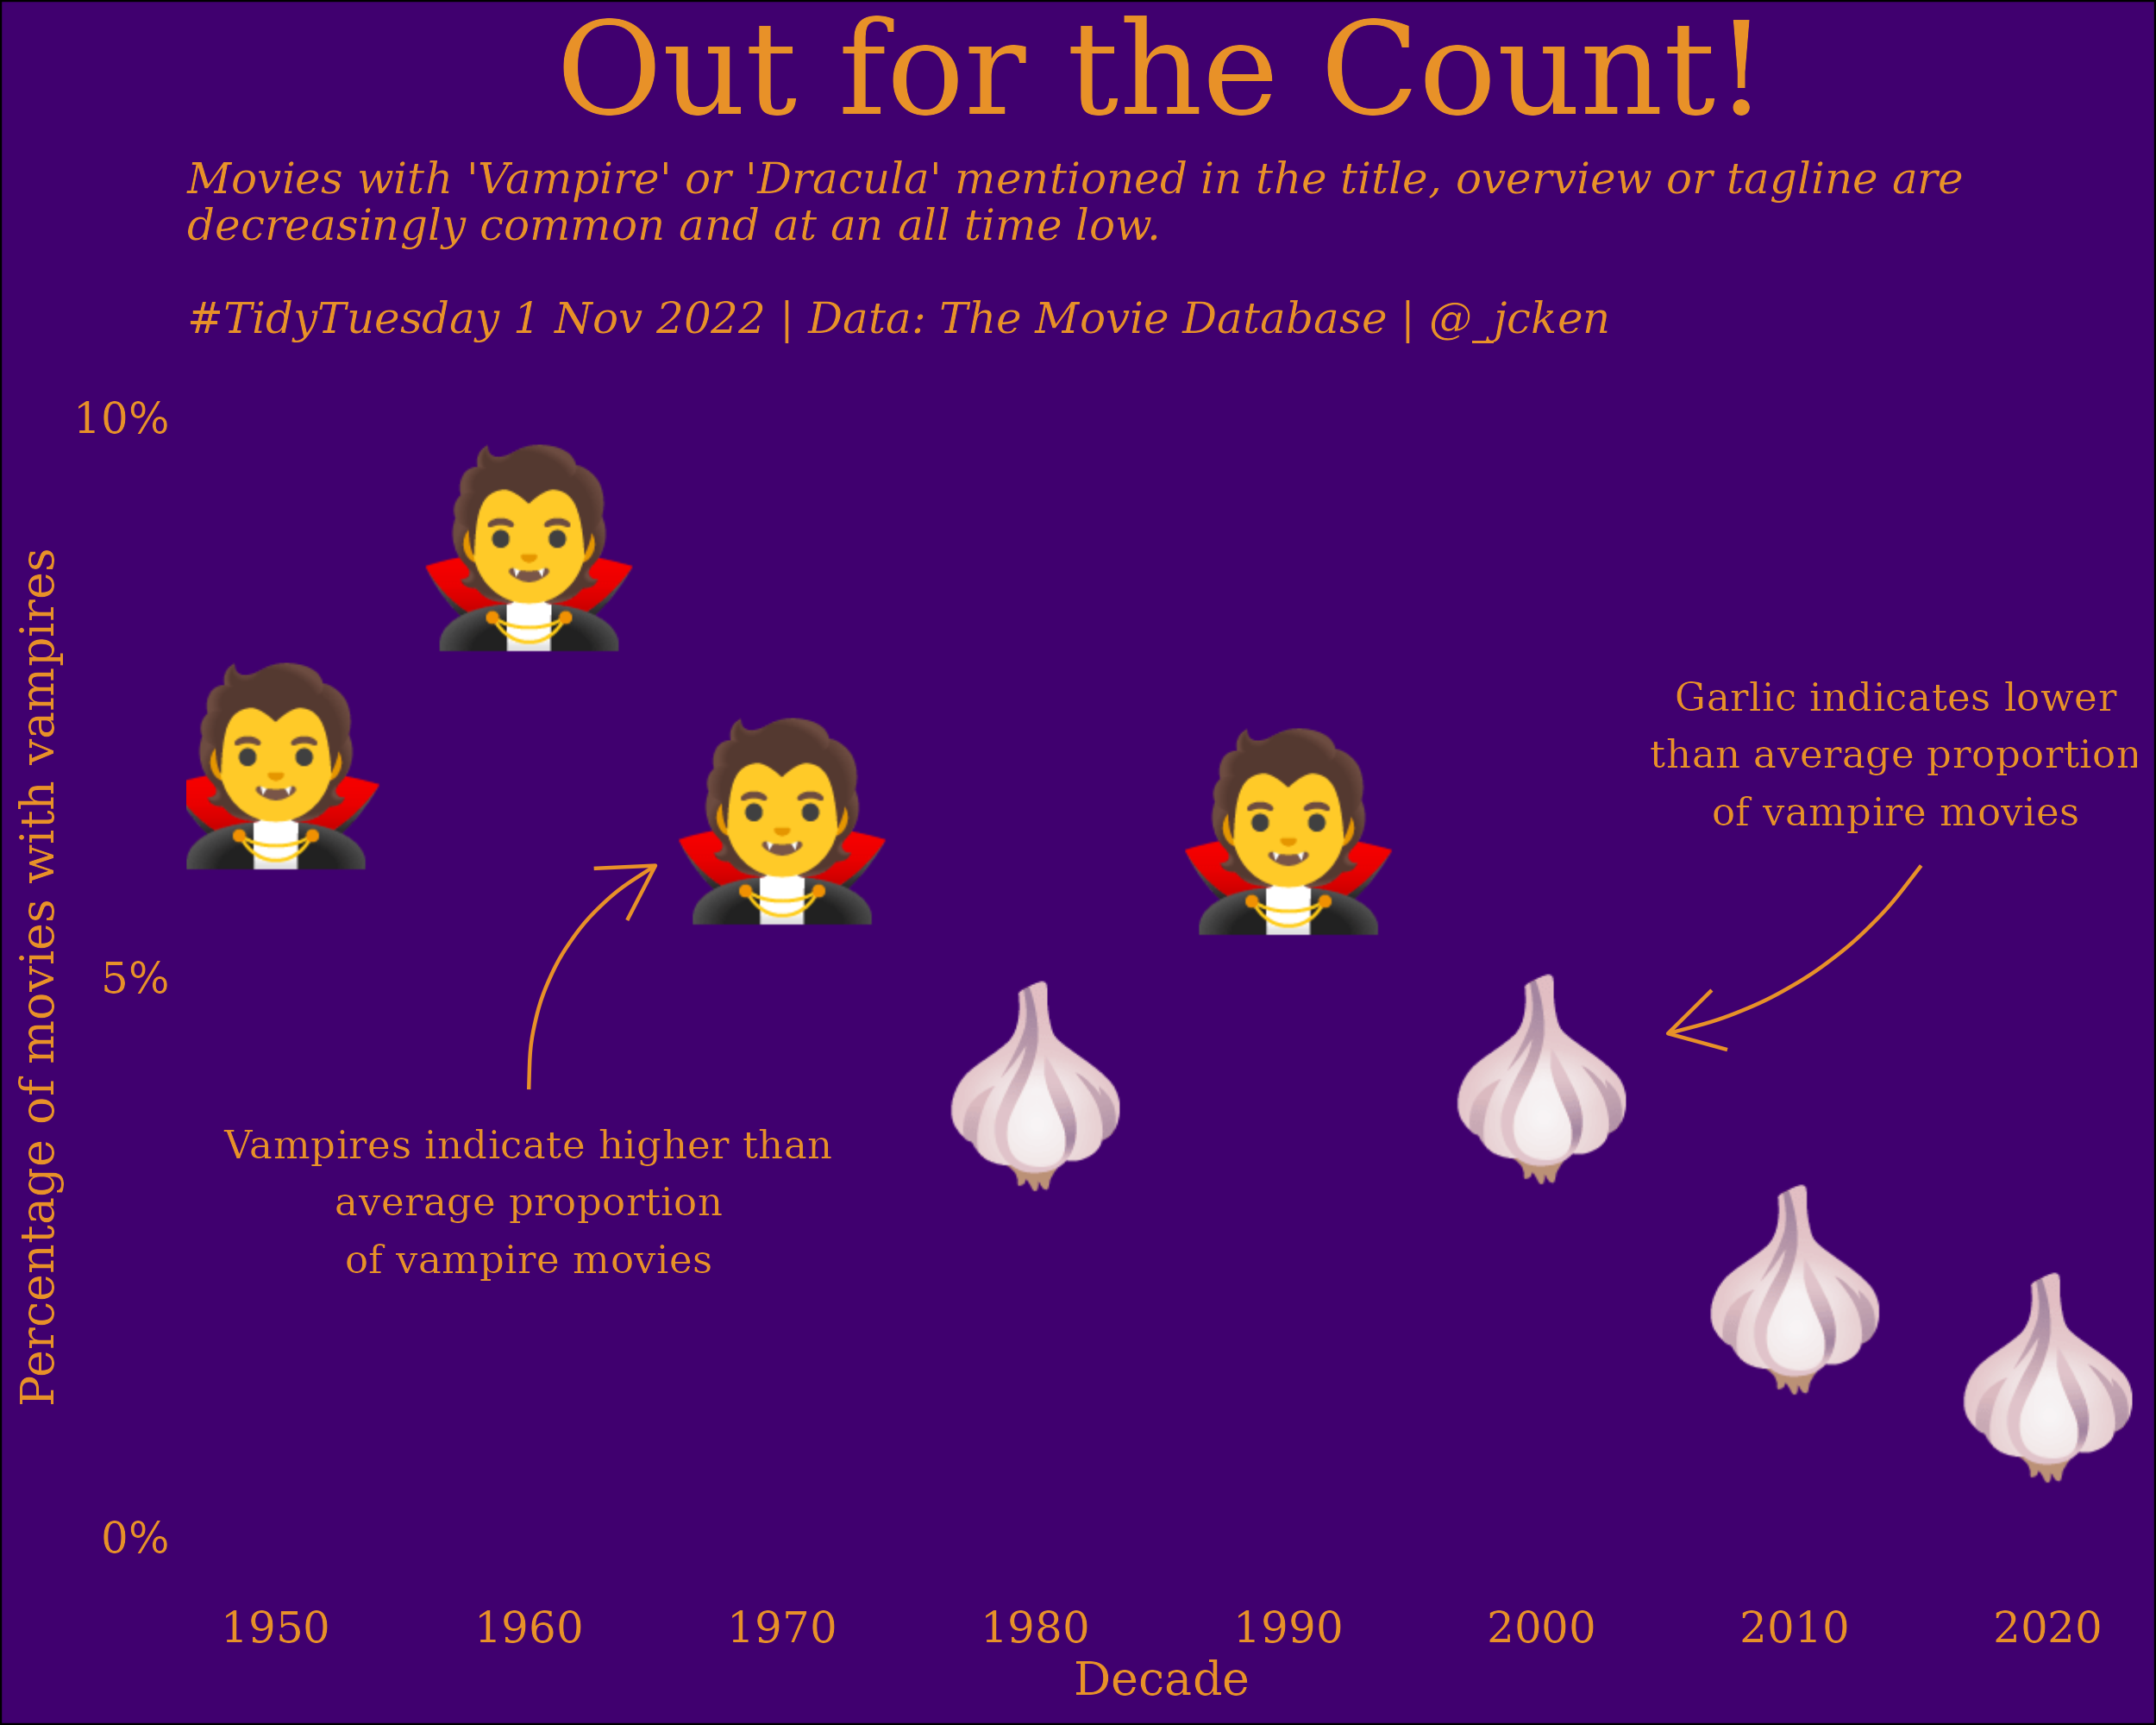 Out for the Count!
Movies with 'Vampire' or 'Dracula' mentioned in the title, overview or tagline are
decreasingly common and at an all time low.
#TidyTuesday 1 Nov 2022 | Data: The Movie Database | @_jcken
Percentage of movies with vampires
10%
5%
0%
Garlic indicates lower
than average proportion
of vampire movies
Vampires indicate higher than
average proportion
of vampire movies
1950 1960 1970 1980 1990 2000 2010 2020
Decade